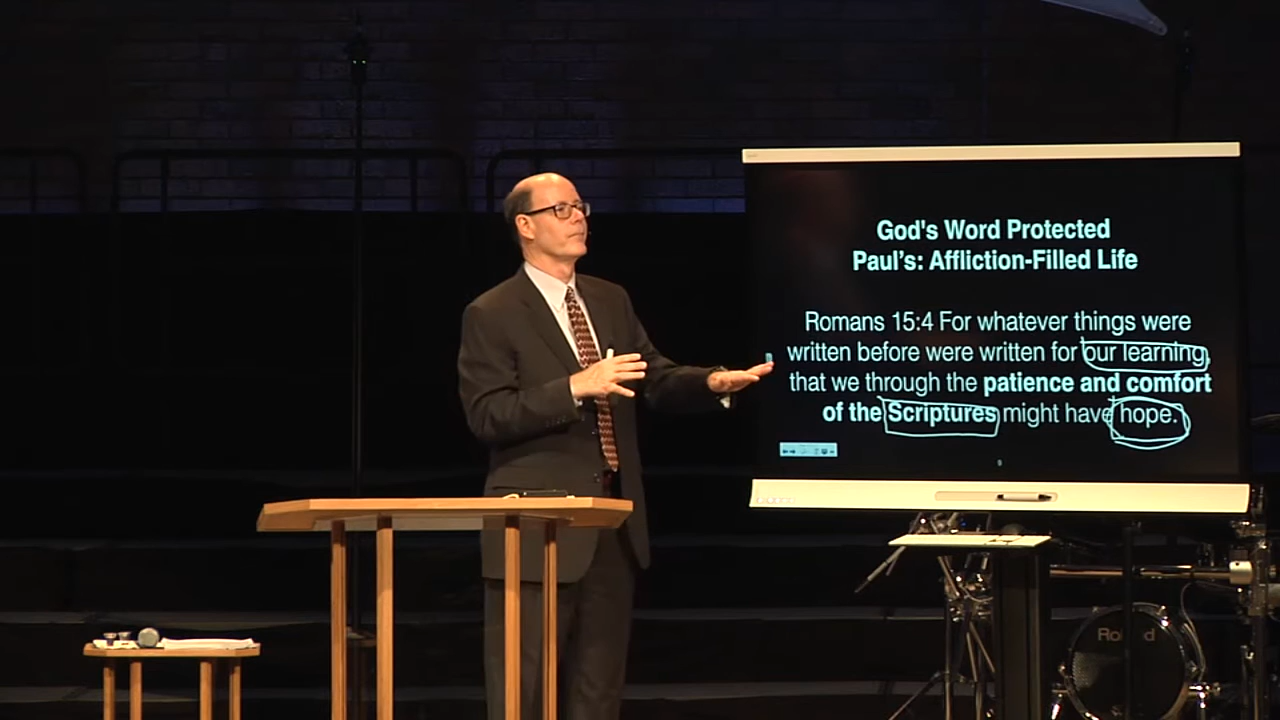 God's Word Protected
Paul's: Affliction-Filled Life
Romans 15:4 For whatever things were
written before were written for our learning,
that we through the patience and comfort
of the Scriptures might have hope.
9